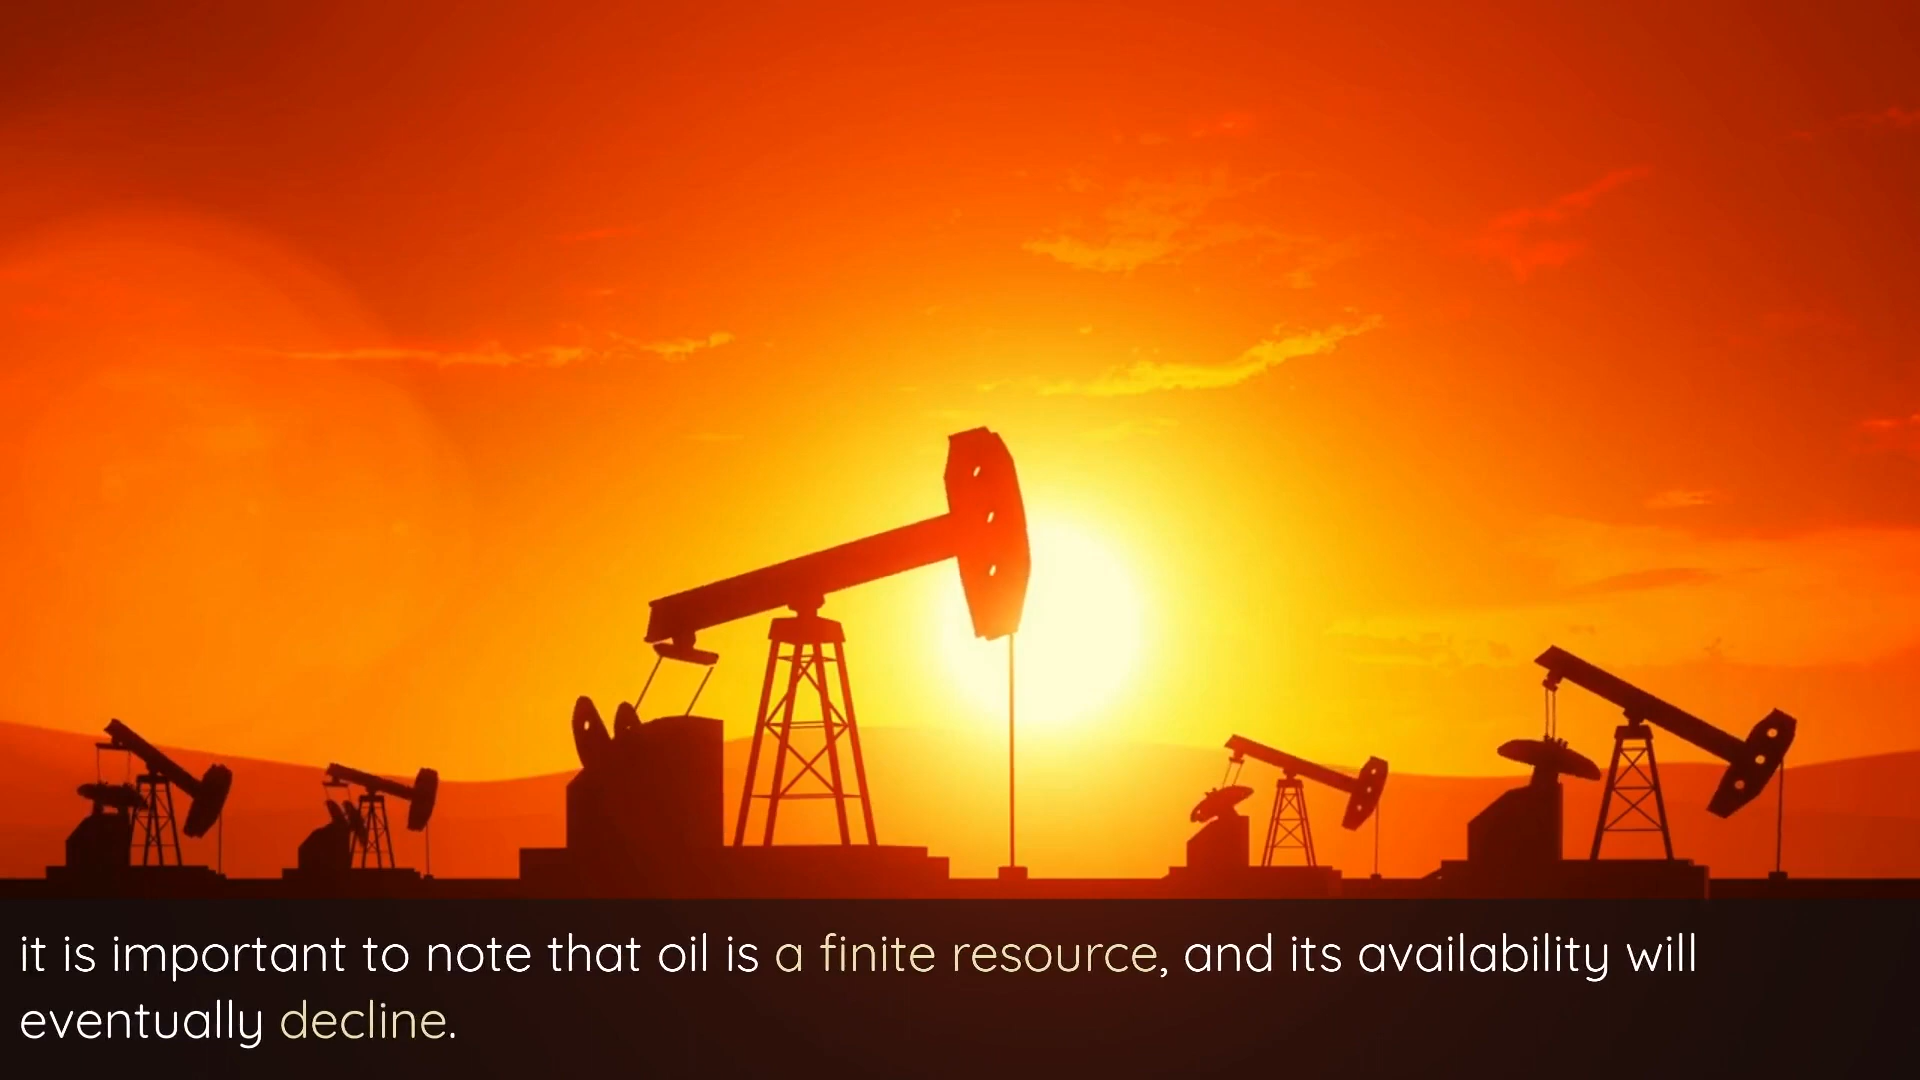 it is important to note that oil is a finite resource, and its availability will
eventually decline.